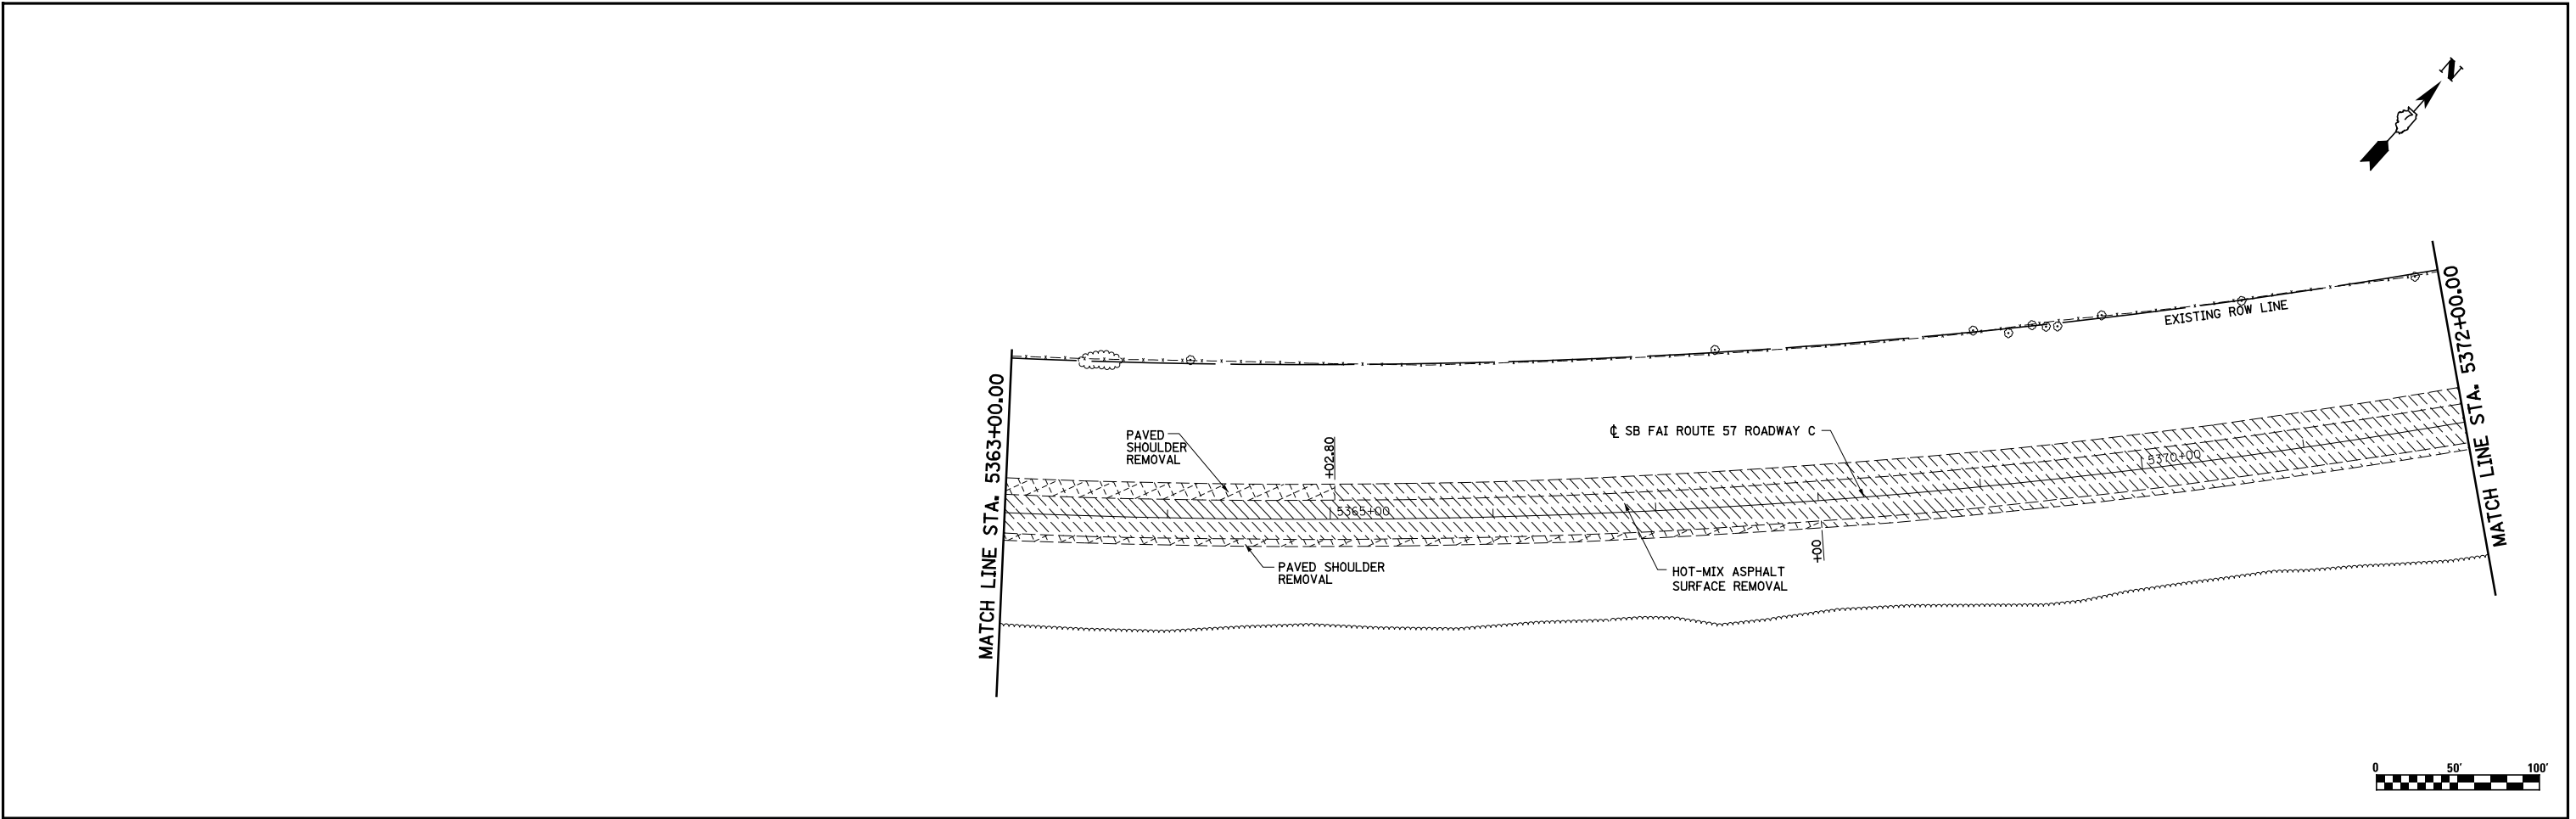 N
MATCH LINE STA. 5363+00.00
MATCH LINE STA. 5372+00.00
EXISTING ROW LINE
PAVED
SHOULDER
REMOVAL
+02.80
℄ SB FAI ROUTE 57 ROADWAY C
5370+00
5365+00
+00
PAVED SHOULDER
REMOVAL
HOT-MIX ASPHALT
SURFACE REMOVAL
0 50' 100'